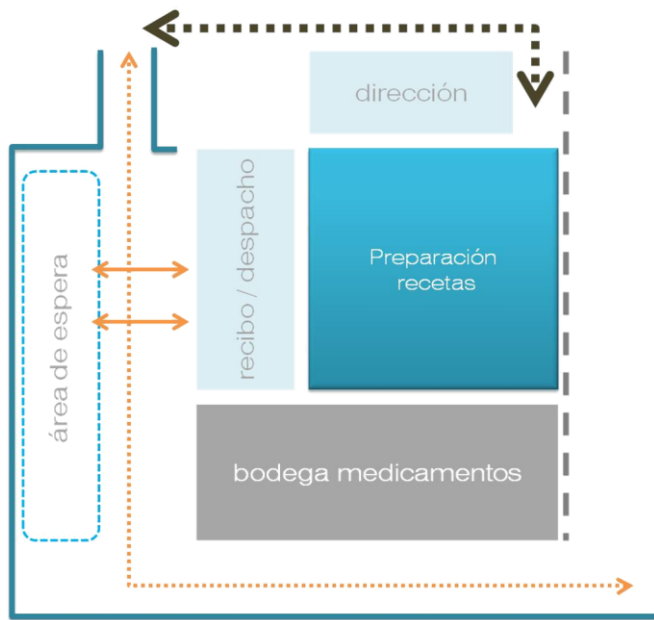 dirección
área de espera
recibo / despacho
Preparación
recetas
bodega medicamentos